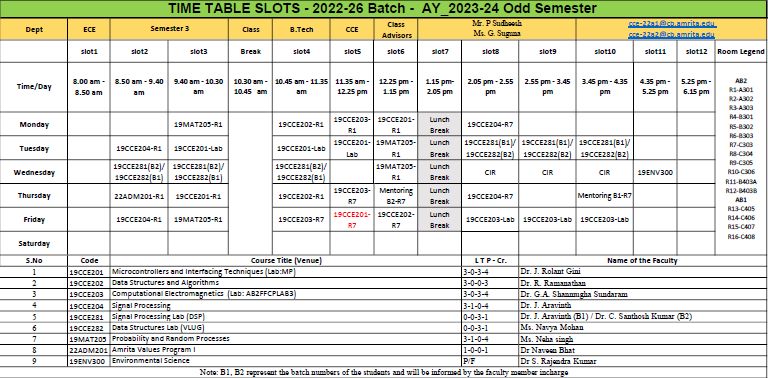 TIME TABLE SLOTS - 2022-26 Batch - AY_2023-24 Odd Semester
Dept ECE Semester 3 Class B.Tech CCE Class Advisors Mr. P Sudheesh Ms. G. Suguna cce-22a1@cb.amrita.edu cce-22a2@cb.amrita.edu
slot1 slot2 slot3 Break slot4 slot5 slot6 slot7 slot8 slot9 slot10 slot11 slot12 Room Legend
Time/Day 8.00 am - 8.50 am 8.50 am - 9.40 am 9.40 am - 10.30 am 10.30 am - 10.45 am 10.45 am - 11.35 am 11.35 am - 12.25 pm 12.25 pm - 1.15 pm 1.15 pm- 2.05 pm 2.05 pm - 2.55 pm 2.55 pm - 3.45 pm 3.45 pm - 4.35 pm 4.35 pm - 5.25 pm 5.25 pm - 6.15 pm
Monday 19MAT205-R1 19CCE202-R1 19CCE203-R1 19CCE201-R1 Lunch Break 19CCE204-R7
Tuesday 19CCE204-R1 19CCE201-Lab 19CCE201-Lab 19CCE201-Lab 19MAT205-R1 Lunch Break 19CCE281(B1)/ 19CCE282(B2) 19CCE281(B1)/ 19CCE282(B2) 19CCE281(B1)/ 19CCE282(B2)
Wednesday 19CCE281(B2)/ 19CCE282(B1) 19CCE281(B2)/ 19CCE282(B1) 19CCE281(B2)/ 19CCE282(B1) 19MAT205-R1 Lunch Break CIR CIR CIR 19ENV300
Thursday 22ADM201-R1 19CCE201-R1 19CCE202-R1 19CCE203-R7 Mentoring B2-R7 Lunch Break 19CCE204-R7 Mentoring B1-R7
Friday 19CCE204-R1 19MAT205-R1 19CCE203-R7 19CCE201-R7 19CCE202-R7 Lunch Break 19CCE203-Lab 19CCE203-Lab 19CCE203-Lab
Saturday
AB2
R1-A301
R2-A302
R3-A303
R4-B301
R5-B302
R6-B303
R7-C303
R8-C304
R9-C305
R10-C306
R11-B403A
R12-B403B
AB1
R13-C405
R14-C406
R15-C407
R16-C408
S.No Code Course Title (Venue) L T P - Cr. Name of the Faculty
1 19CCE201 Microcontrollers and Interfacing Techniques (Lab:MP) 3-0-3-4 Dr. J. Rolant Gini
2 19CCE202 Data Structures and Algorithms 3-0-0-3 Dr. R. Ramanathan
3 19CCE203 Computational Electromagnetics (Lab: AB2FFCPLAB3) 3-0-3-4 Dr. G.A. Shanmugha Sundaram
4 19CCE204 Signal Processing 3-1-0-4 Dr. J. Aravinth
5 19CCE281 Signal Processing Lab (DSP) 0-0-3-1 Dr. J. Aravinth (B1) / Dr. C. Santhosh Kumar (B2)
6 19CCE282 Data Structures Lab (VLUG) 0-0-3-1 Ms. Navya Mohan
7 19MAT205 Probability and Random Processes 3-1-0-4 Ms. Neha singh
8 22ADM201 Amrita Values Program I 1-0-0-1 Dr Naveen Bhat
9 19ENV300 Environmental Science P/F Dr S. Rajendra Kumar
Note: B1, B2 represent the batch numbers of the students and will be informed by the faculty member incharge